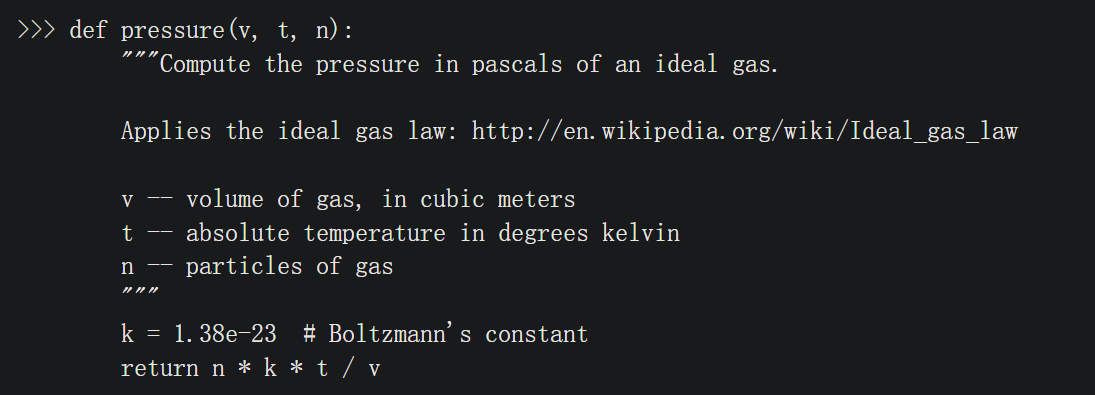 >>> def pressure(v, t, n):
"""Compute the pressure in pascals of an ideal gas.
Applies the ideal gas law: http://en.wikipedia.org/wiki/Ideal_gas_law
v -- volume of gas, in cubic meters
t -- absolute temperature in degrees kelvin
n -- particles of gas
"""
k = 1.38e-23  # Boltzmann's constant
return n * k * t / v